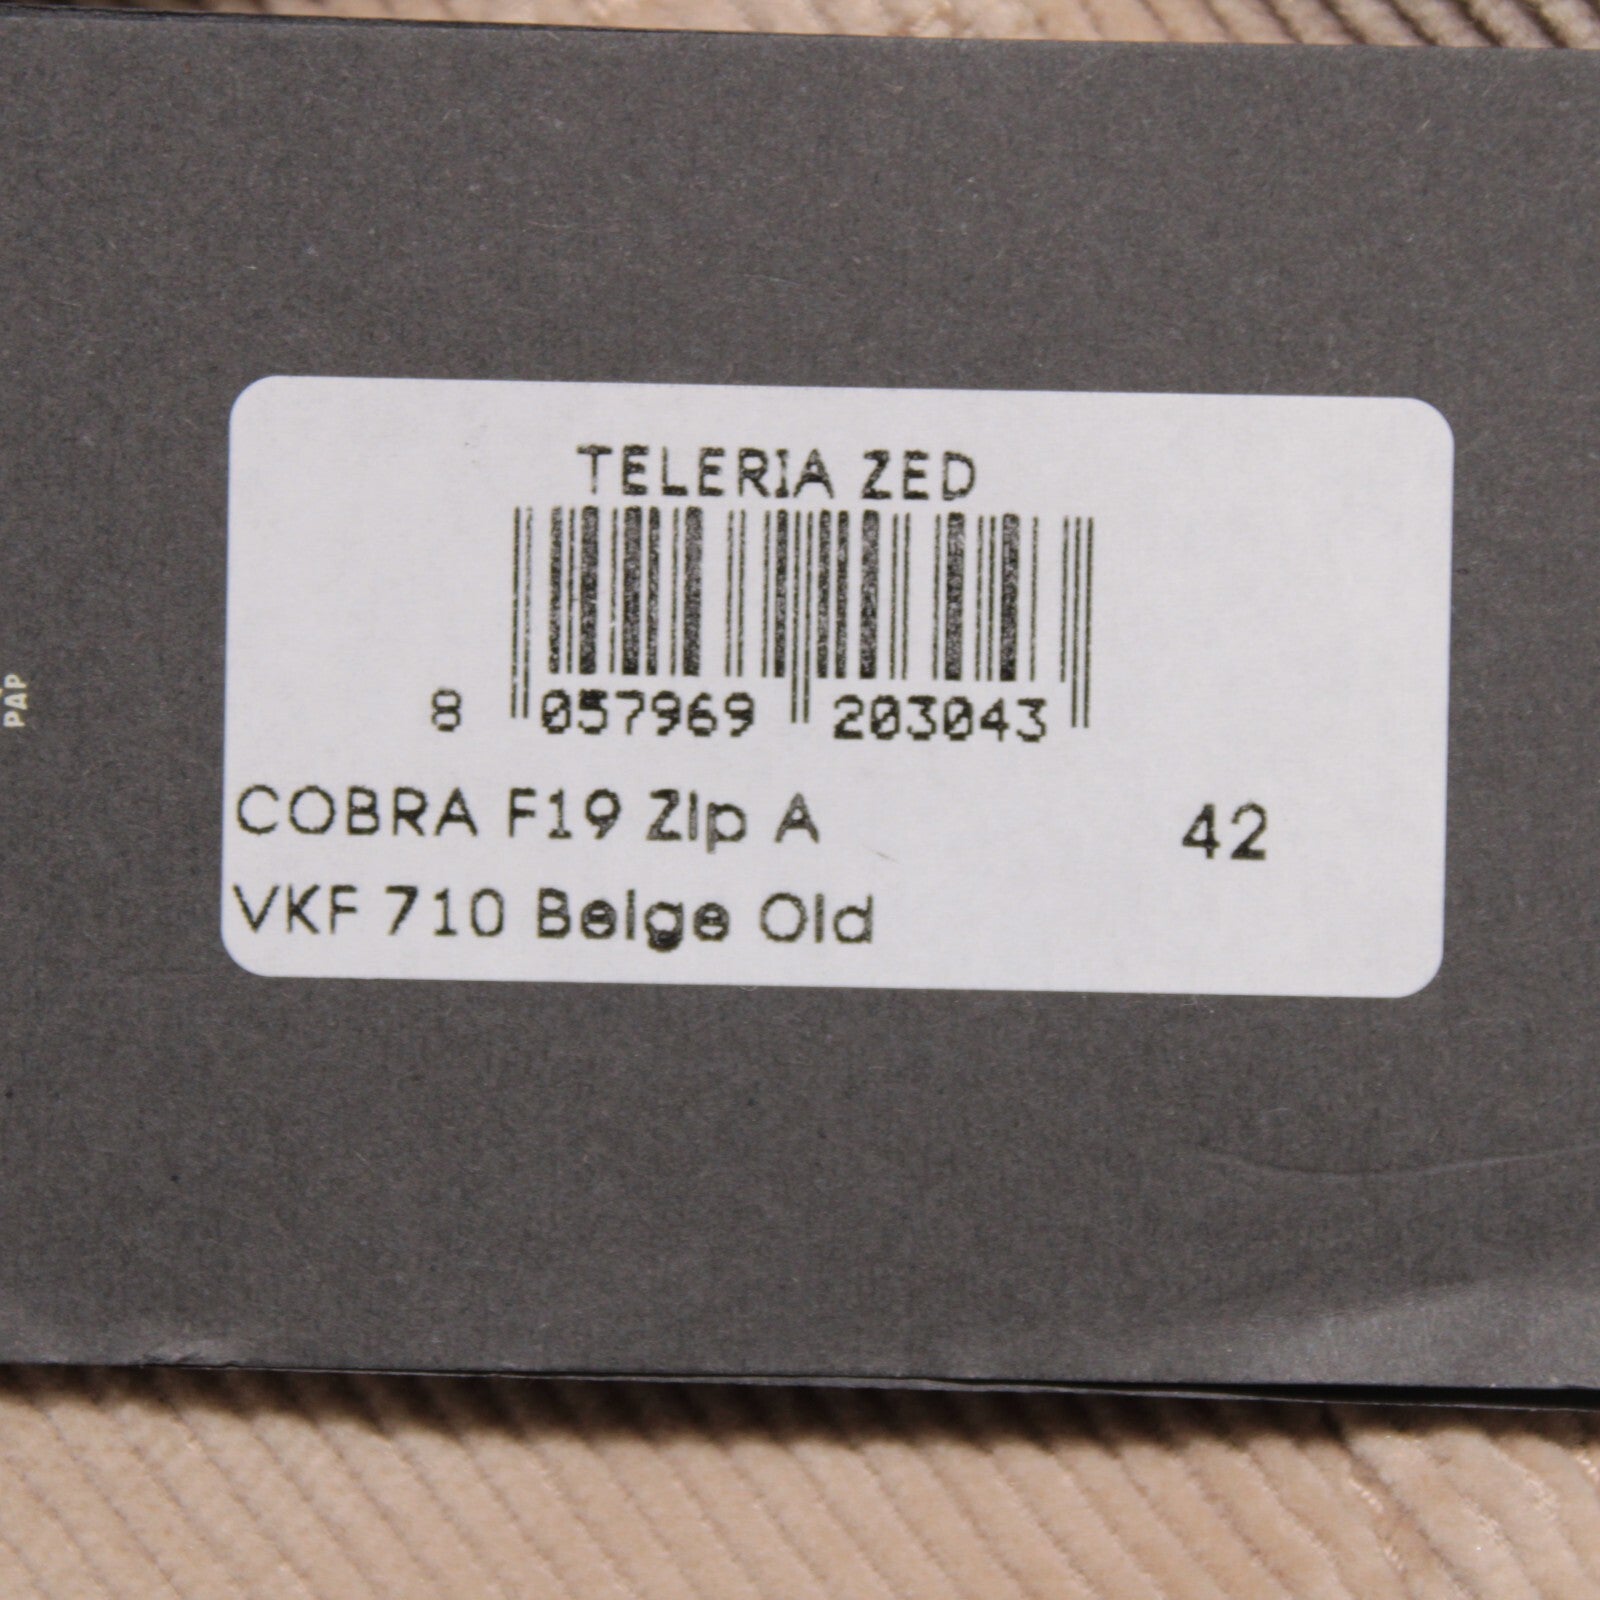 TELERIA ZED
8 057969 203043
COBRA F19 Zip A 42
VKF 710 Beige Old
PAP